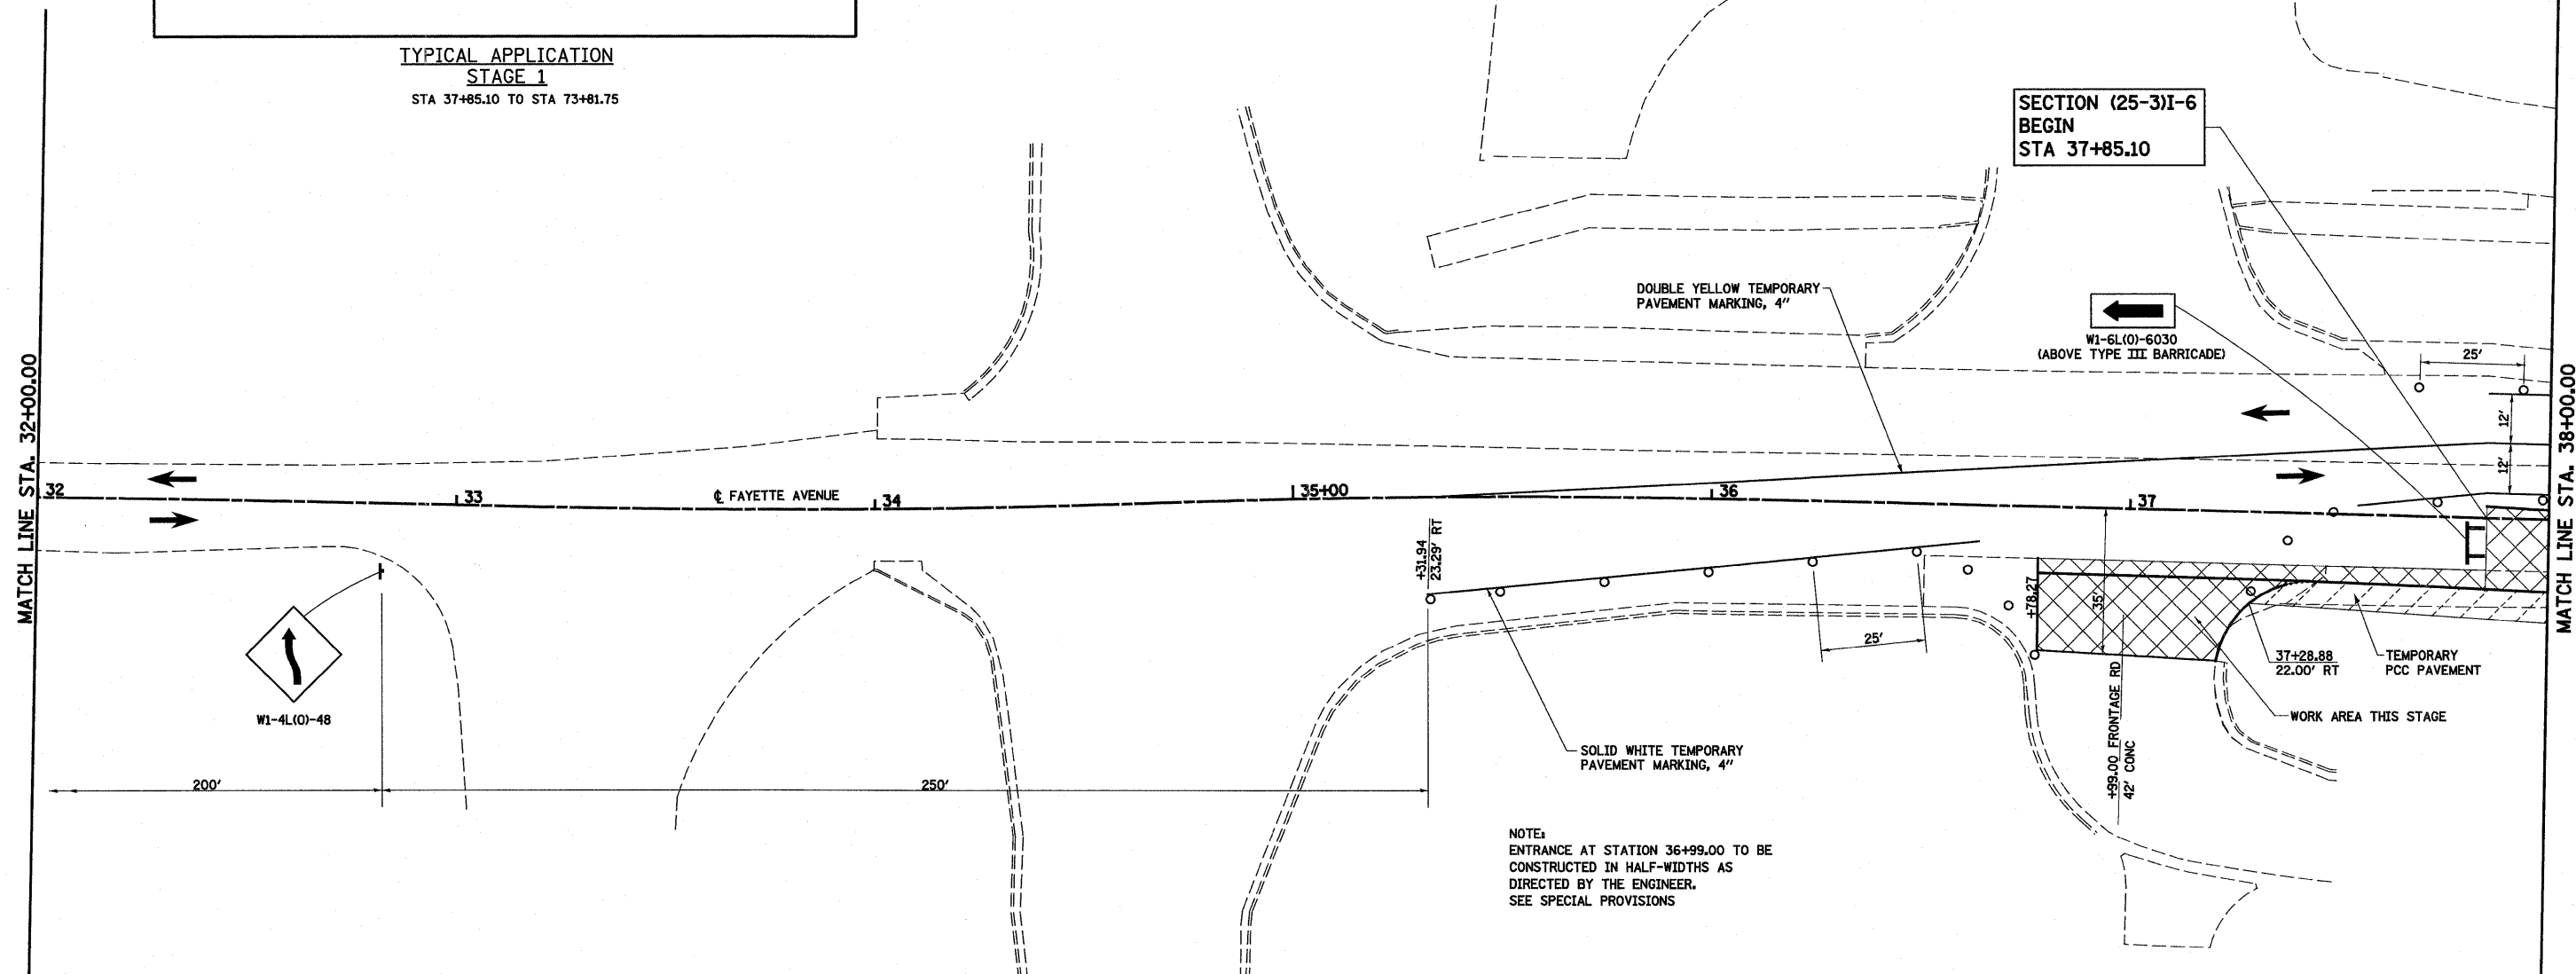 TYPICAL APPLICATION
STAGE 1
STA 37+85.10 TO STA 73+81.75
SECTION (25-3)I-6
BEGIN
STA 37+85.10
DOUBLE YELLOW TEMPORARY
PAVEMENT MARKING, 4"
W1-6L(O)-6030
(ABOVE TYPE III BARRICADE)
25'
12'
12'
MATCH LINE STA. 32+00.00
MATCH LINE STA. 38+00.00
32
33
℄ FAYETTE AVENUE
34
35+00
36
37
+31.94
23.29' RT
+78.27
35'
25'
37+28.88
22.00' RT
TEMPORARY
PCC PAVEMENT
WORK AREA THIS STAGE
+99.00 FRONTAGE RD
42' CONC
W1-4L(O)-48
SOLID WHITE TEMPORARY
PAVEMENT MARKING, 4"
200'
250'
NOTE:
ENTRANCE AT STATION 36+99.00 TO BE
CONSTRUCTED IN HALF-WIDTHS AS
DIRECTED BY THE ENGINEER.
SEE SPECIAL PROVISIONS